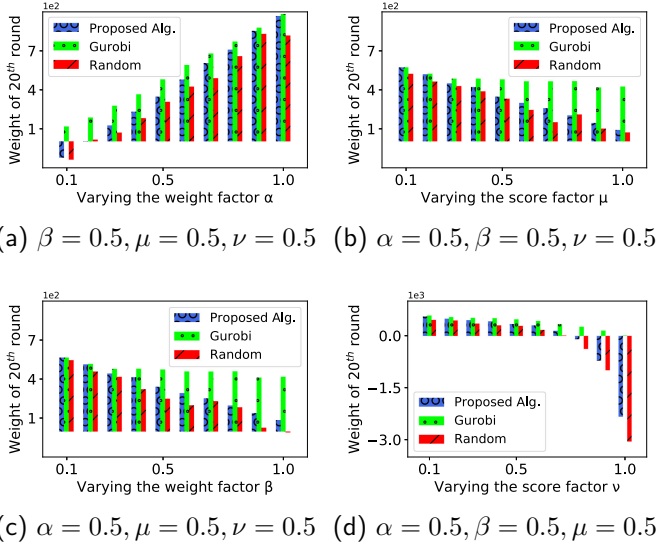 1e2
1e2
Proposed Alg.
Gurobi
Random
Proposed Alg.
Gurobi
Random
7
4
1
7
4
1
Weight of 20th round
Weight of 20th round
0.1 0.5 1.0
0.1 0.5 1.0
Varying the weight factor α
Varying the score factor μ
a) β = 0.5, μ = 0.5, ν = 0.5
(b) α = 0.5, β = 0.5, ν = 0.5
1e2
1e3
Proposed Alg.
Gurobi
Random
7
4
1
0.0
−1.5
−3.0
Proposed Alg.
Gurobi
Random
Weight of 20th round
Weight of 20th round
0.1 0.5 1.0
0.1 0.5 1.0
Varying the weight factor β
Varying the score factor ν
(c) α = 0.5, μ = 0.5, ν = 0.5
(d) α = 0.5, β = 0.5, μ = 0.5